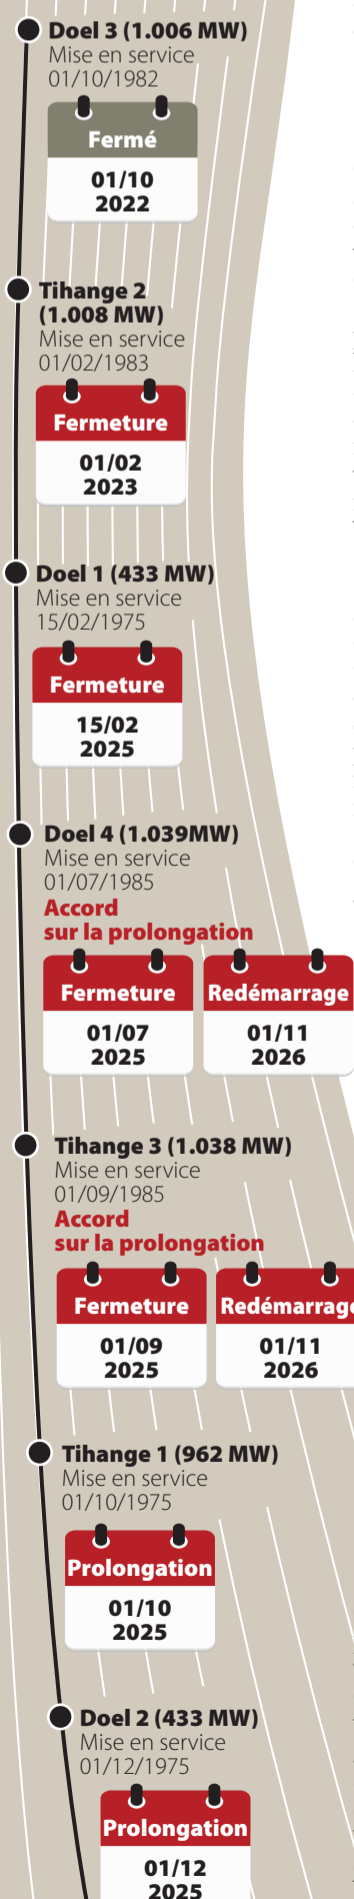 Doel 3 (1.006 MW)
Mise en service
01/10/1982
Fermé
01/10
2022
Tihange 2
(1.008 MW)
Mise en service
01/02/1983
Fermeture
01/02
2023
Doel 1 (433 MW)
Mise en service
15/02/1975
Fermeture
15/02
2025
Doel 4 (1.039MW)
Mise en service
01/07/1985
Accord
sur la prolongation
Fermeture
01/07
2025
Redémarrage
01/11
2026
Tihange 3 (1.038 MW)
Mise en service
01/09/1985
Accord
sur la prolongation
Fermeture
01/09
2025
Redémarrage
01/11
2026
Tihange 1 (962 MW)
Mise en service
01/10/1975
Prolongation
01/10
2025
Doel 2 (433 MW)
Mise en service
01/12/1975
Prolongation
01/12
2025